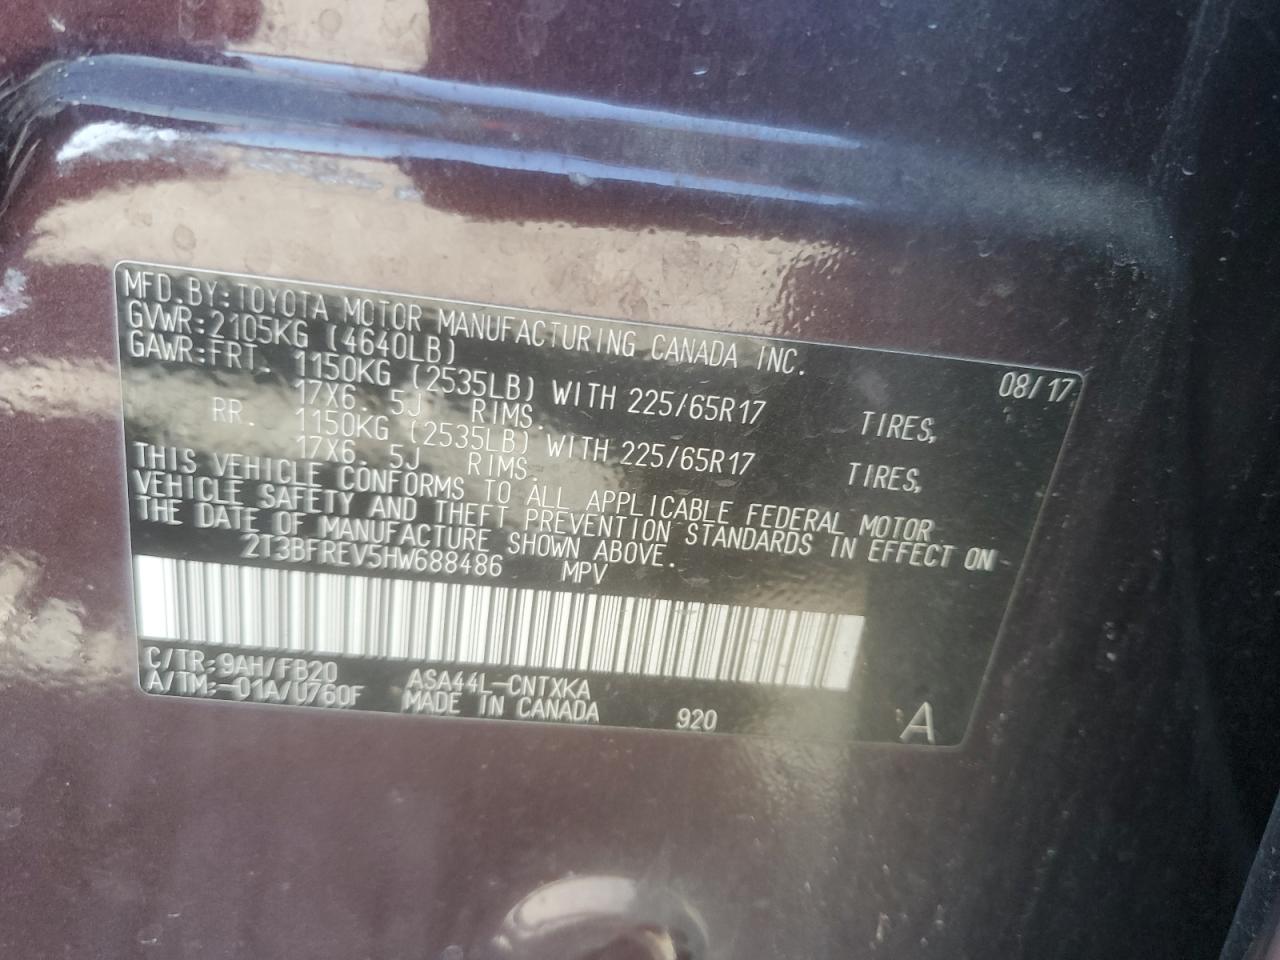 MFD.BY:TOYOTA MOTOR MANUFACTURING CANADA INC. 08/17
GVWR:2105KG (4640LB)
GAWR:FRT. 1150KG (2535LB) WITH 225/65R17 TIRES,
17X6. 5J RIMS.
RR. 1150KG (2535LB) WITH 225/65R17 TIRES,
17X6. 5J RIMS.
THIS VEHICLE CONFORMS TO ALL APPLICABLE FEDERAL MOTOR
VEHICLE SAFETY AND THEFT PREVENTION STANDARDS IN EFFECT ON
THE DATE OF MANUFACTURE SHOWN ABOVE.
2T3BFREV5HW688486 MPV
C/TR:9AH/FB20 ASA44L-CNTXKA
A/TM:-01A/U760F MADE IN CANADA 920 A